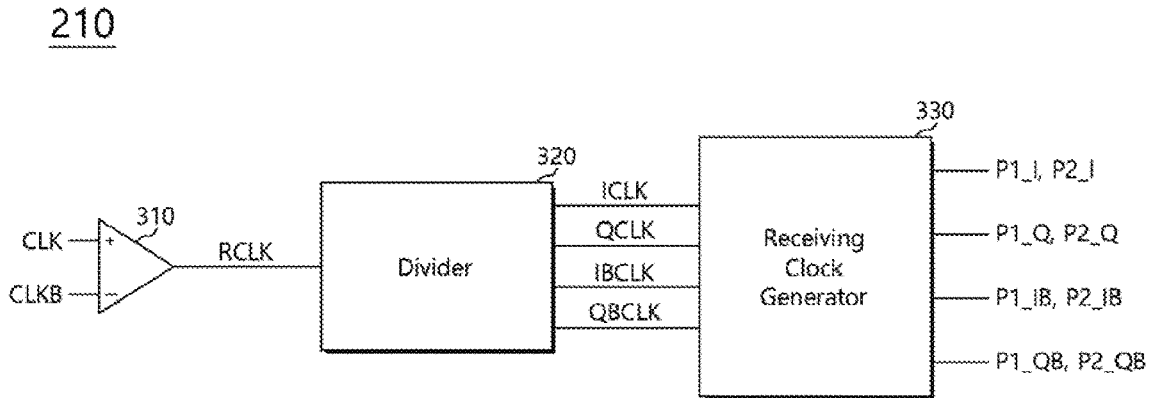 210
330
320
P1_I, P2_I
ICLK
310
CLK
QCLK
P1_Q, P2_Q
RCLK
Divider
Receiving
Clock
Generator
IBCLK
CLKB
P1_IB, P2_IB
QBCLK
P1_QB, P2_QB
+
−